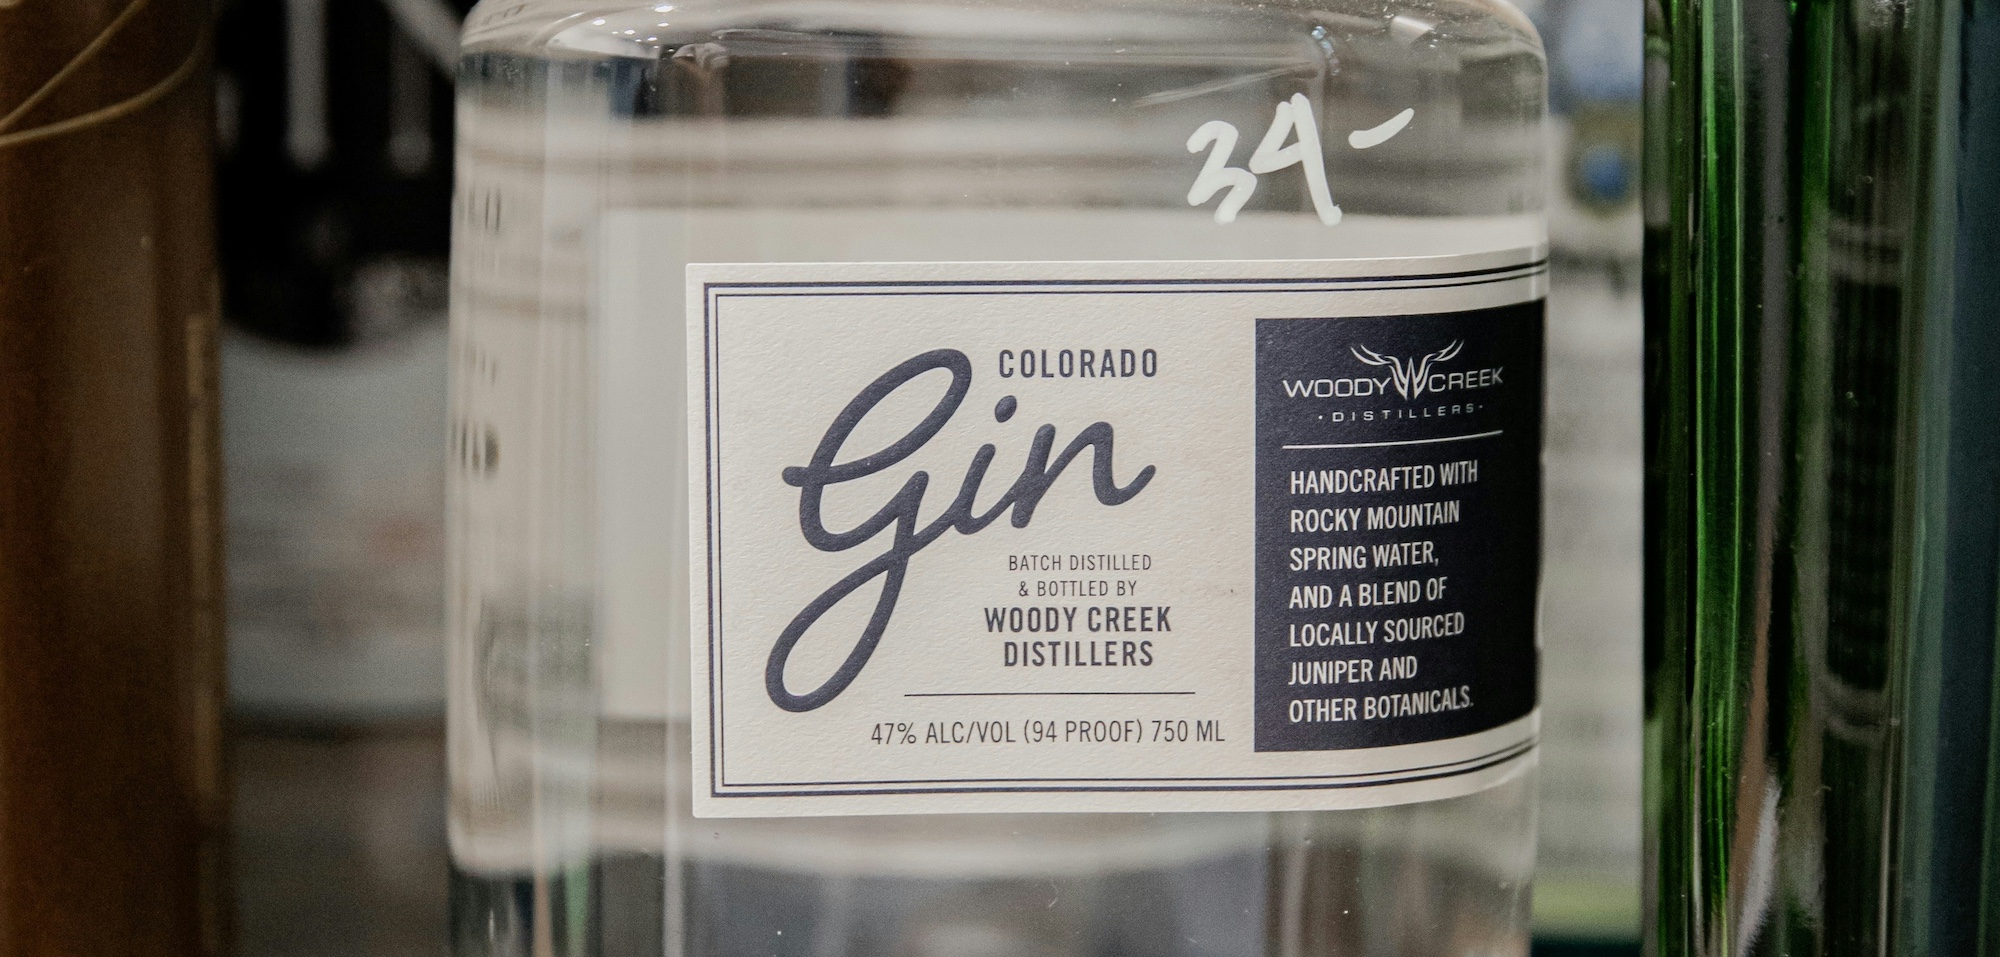 34-
COLORADO
Gin
BATCH DISTILLED
& BOTTLED BY
WOODY CREEK
DISTILLERS
47% ALC/VOL (94 PROOF) 750 ML
WOODY CREEK
·DISTILLERS·
HANDCRAFTED WITH
ROCKY MOUNTAIN
SPRING WATER,
AND A BLEND OF
LOCALLY SOURCED
JUNIPER AND
OTHER BOTANICALS.